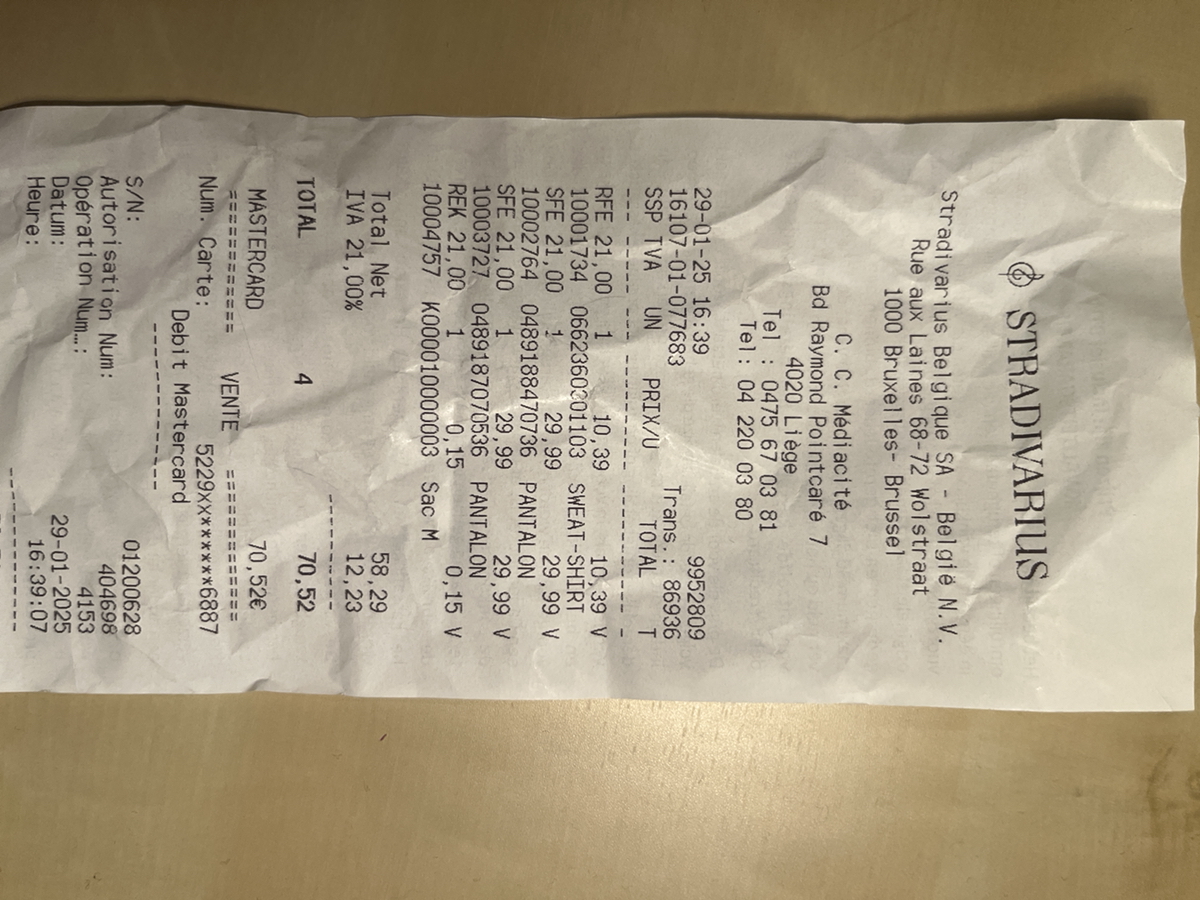 STRADIVARIUS
Stradivarius Belgique SA - België N.V.
Rue aux Laines 68-72 Wolstraat
1000 Bruxelles- Brussel
C. C. Médiacité
Bd Raymond Pointcaré 7
4020 Liège
Tel : 0475 67 03 81
Tel: 04 220 03 80
29-01-25 16:39 9952809
16107-01-077683 Trans.: 86936
SSP TVA UN PRIX/U TOTAL T
--- ---- --- ---------- ---------- -
RFE 21,00 1 10,39 10,39 V
10001734 0662360301103 SWEAT-SHIRT
SFE 21,00 1 29,99 29,99 V
10002764 0489188470736 PANTALON
SFE 21,00 1 29,99 29,99 V
10003727 0489187070536 PANTALON
REK 21,00 1 0,15 0,15 V
10004757 K0000100000003 Sac M
Total Net 58,29
IVA 21,00% 12,23
----------
TOTAL 4 70,52
MASTERCARD 70,52€
========== VENTE ==========
Num. Carte: 5229xx*******6887
Debit Mastercard
----------------
S/N: 01200628
Autorisation Num: 404698
Opération Num…: 4153
Datum: 29-01-2025
Heure: 16:39:07
----------------